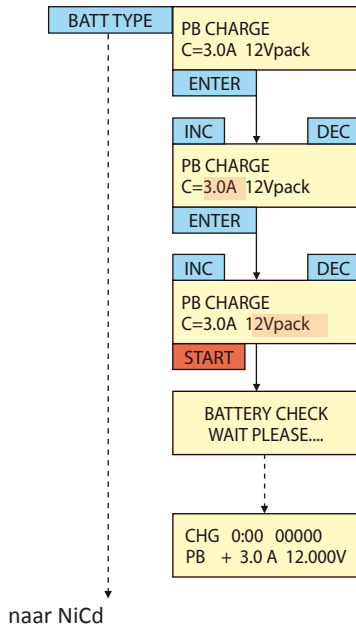 BATT TYPE
PB CHARGE
C=3.0A 12Vpack
ENTER
INC DEC
PB CHARGE
C=3.0A 12Vpack
ENTER
INC DEC
PB CHARGE
C=3.0A 12Vpack
START
BATTERY CHECK
WAIT PLEASE....
CHG 0:00 00000
PB + 3.0 A 12.000V
naar NiCd